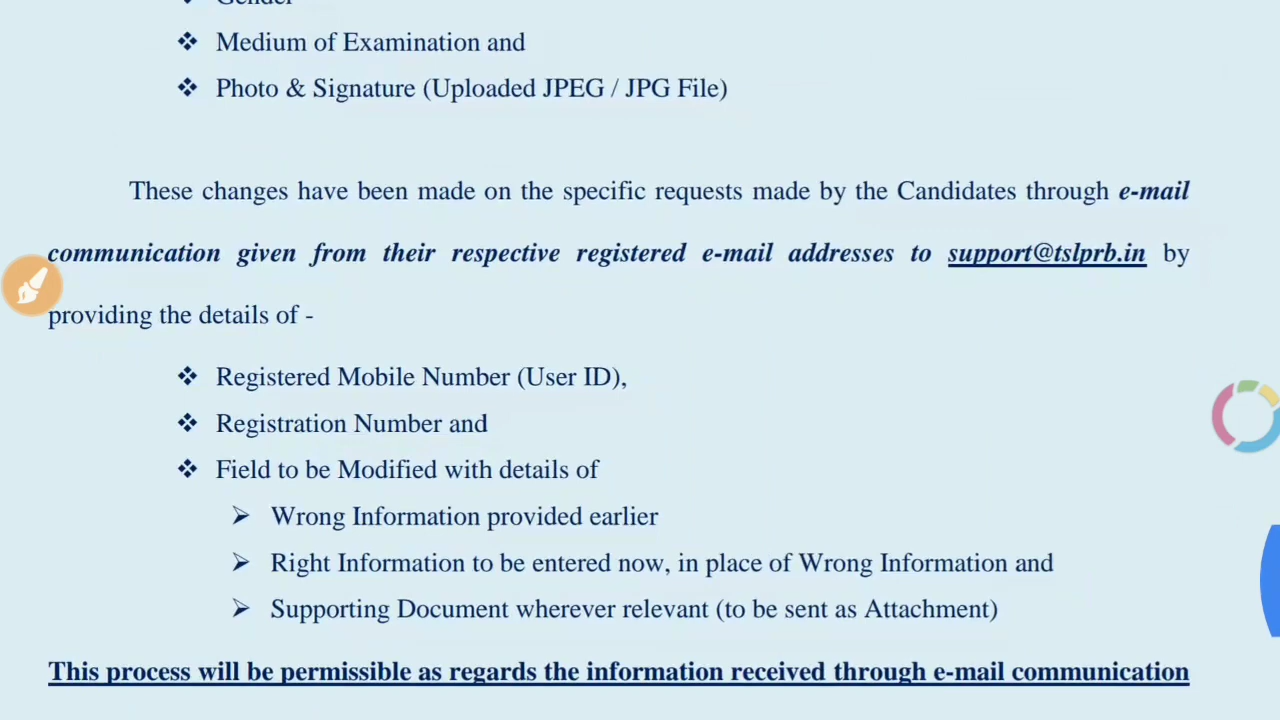 Gender
Medium of Examination and
Photo & Signature (Uploaded JPEG / JPG File)
These changes have been made on the specific requests made by the Candidates through e-mail
communication given from their respective registered e-mail addresses to support@tslprb.in by
providing the details of -
Registered Mobile Number (User ID),
Registration Number and
Field to be Modified with details of
Wrong Information provided earlier
Right Information to be entered now, in place of Wrong Information and
Supporting Document wherever relevant (to be sent as Attachment)
This process will be permissible as regards the information received through e-mail communication